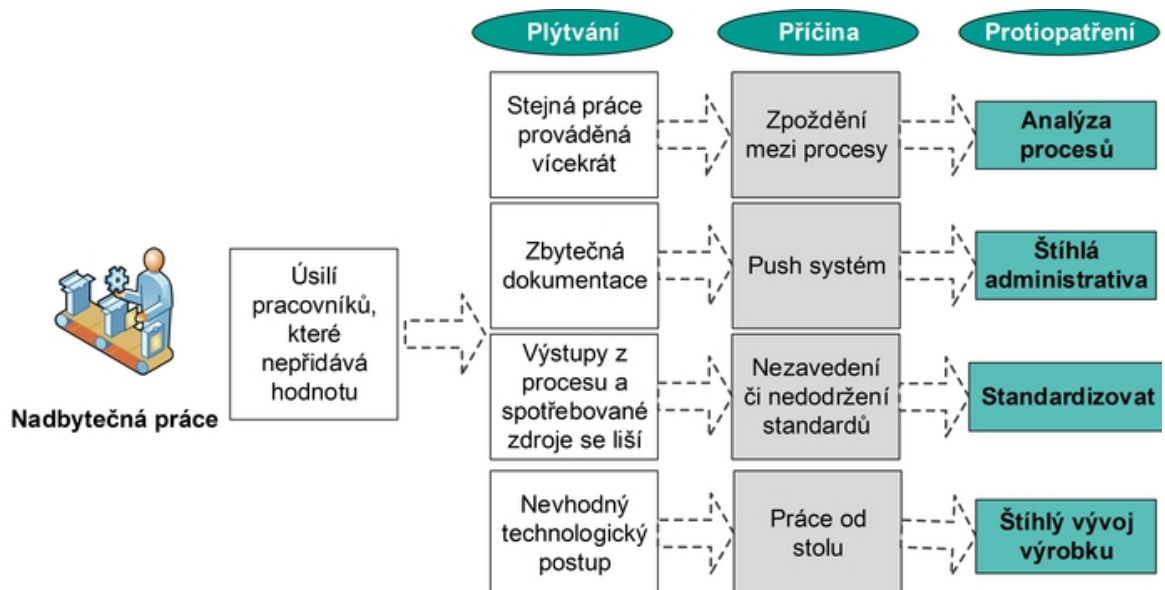 Plýtvání
Příčina
Protiopatření
Stejná práce
prováděná
vícekrát
Zpoždění
mezi procesy
Analýza
procesů
Zbytečná
dokumentace
Push systém
Štíhlá
administrativa
Úsilí
pracovníků,
které
nepřidává
hodnotu
Nadbytečná práce
Výstupy z
procesu a
spotřebované
zdroje se liší
Nezavedení
či nedodržení
standardů
Standardizovat
Nevhodný
technologický
postup
Práce od
stolu
Štíhlý vývoj
výrobku